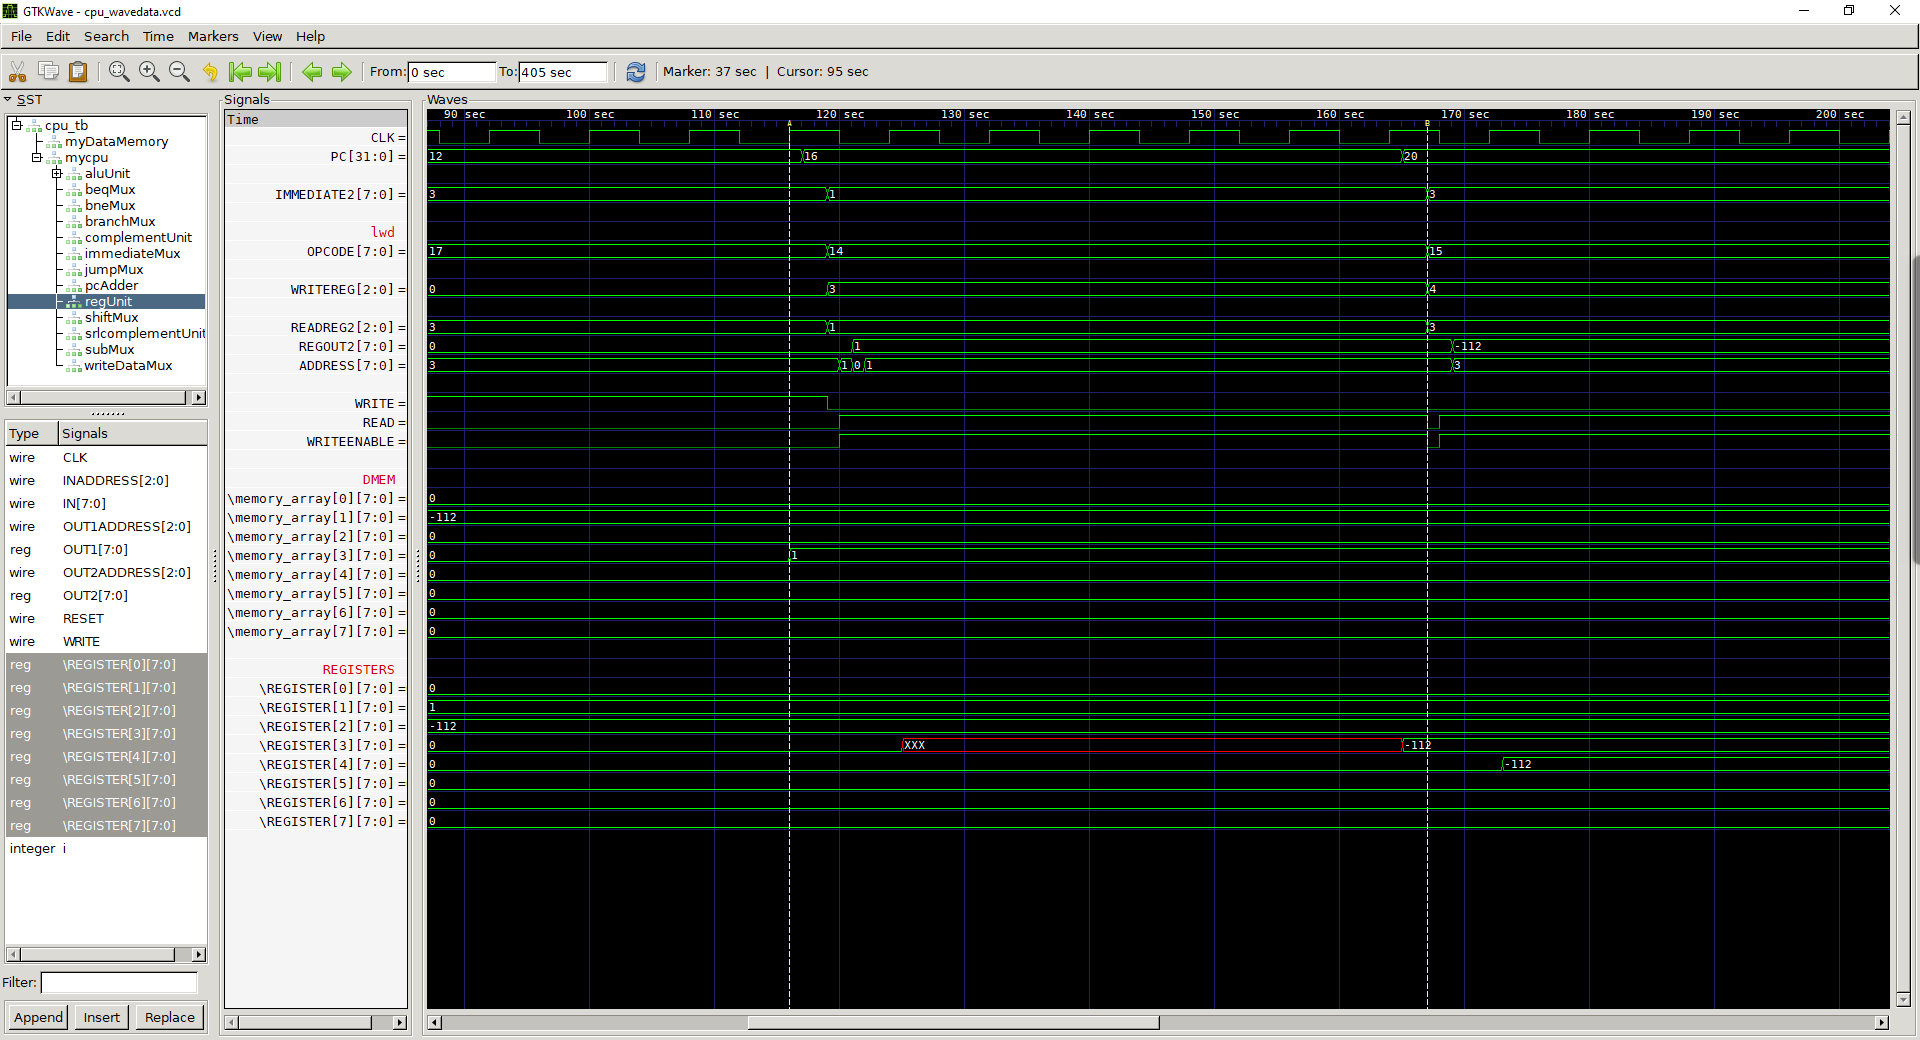 GTKWave - cpu_wavedata.vcd
File Edit Search Time Markers View Help
From: 0 sec To: 405 sec Marker: 37 sec | Cursor: 95 sec
SST
cpu_tb
myDataMemory
mycpu
aluUnit
beqMux
bneMux
branchMux
complementUnit
immediateMux
jumpMux
pcAdder
regUnit
shiftMux
srlcomplementUnit
subMux
writeDataMux
Type Signals
wire CLK
wire INADDRESS[2:0]
wire IN[7:0]
wire OUT1ADDRESS[2:0]
reg OUT1[7:0]
wire OUT2ADDRESS[2:0]
reg OUT2[7:0]
wire RESET
wire WRITE
reg \REGISTER[0][7:0]
reg \REGISTER[1][7:0]
reg \REGISTER[2][7:0]
reg \REGISTER[3][7:0]
reg \REGISTER[4][7:0]
reg \REGISTER[5][7:0]
reg \REGISTER[6][7:0]
reg \REGISTER[7][7:0]
integer i
Filter:
Append Insert Replace
Signals
Time
CLK =
PC[31:0] =
IMMEDIATE2[7:0] =
lwd
OPCODE[7:0] =
WRITEREG[2:0] =
READREG2[2:0] =
REGOUT2[7:0] =
ADDRESS[7:0] =
WRITE =
READ =
WRITEENABLE =
DMEM
\memory_array[0][7:0] =
\memory_array[1][7:0] =
\memory_array[2][7:0] =
\memory_array[3][7:0] =
\memory_array[4][7:0] =
\memory_array[5][7:0] =
\memory_array[6][7:0] =
\memory_array[7][7:0] =
REGISTERS
\REGISTER[0][7:0] =
\REGISTER[1][7:0] =
\REGISTER[2][7:0] =
\REGISTER[3][7:0] =
\REGISTER[4][7:0] =
\REGISTER[5][7:0] =
\REGISTER[6][7:0] =
\REGISTER[7][7:0] =
Waves
90 sec 100 sec 110 sec 120 sec 130 sec 140 sec 150 sec 160 sec 170 sec 180 sec 190 sec 200 sec
A B
12 16 20
3 1 3
17 14 15
0 3 4
3 1 3
0 1 -112
3 1 0 1 3
0
-112
0
0 1
0
0
0
0
0
1
-112
0 XXX -112
0 -112
0
0
0